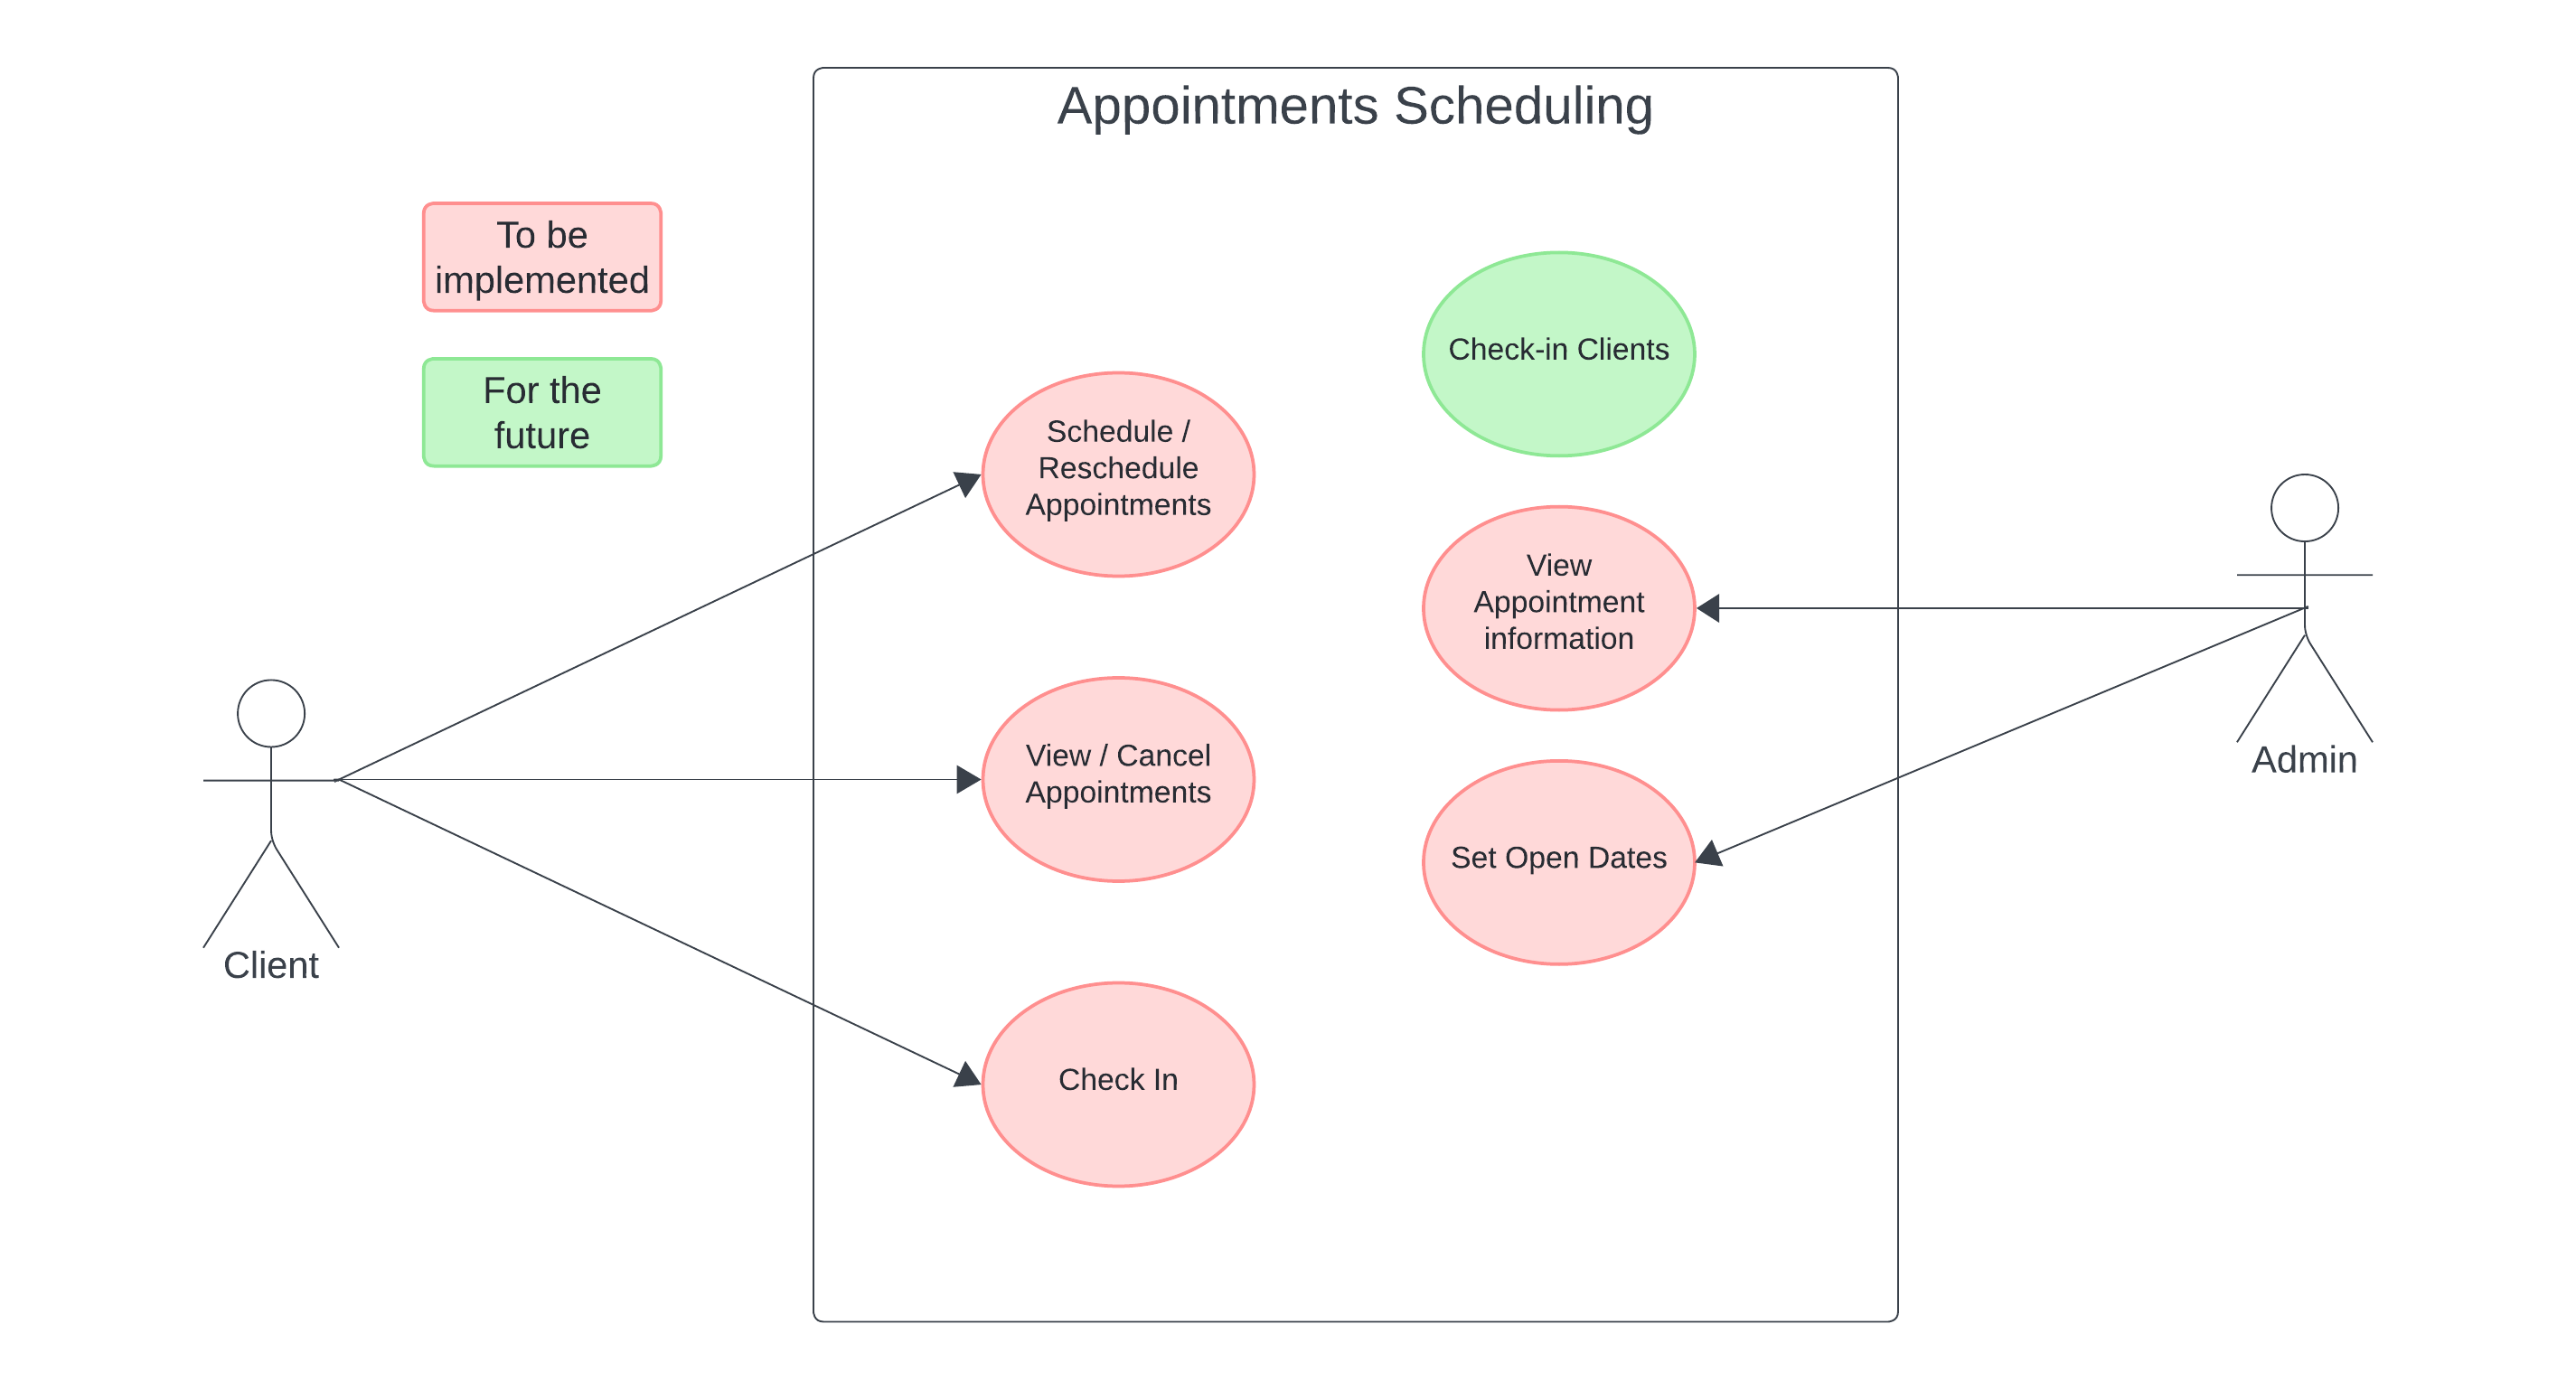 Appointments Scheduling
To be
implemented
For the
future
Check-in Clients
Schedule /
Reschedule
Appointments
View
Appointment
information
View / Cancel
Appointments
Admin
Set Open Dates
Client
Check In